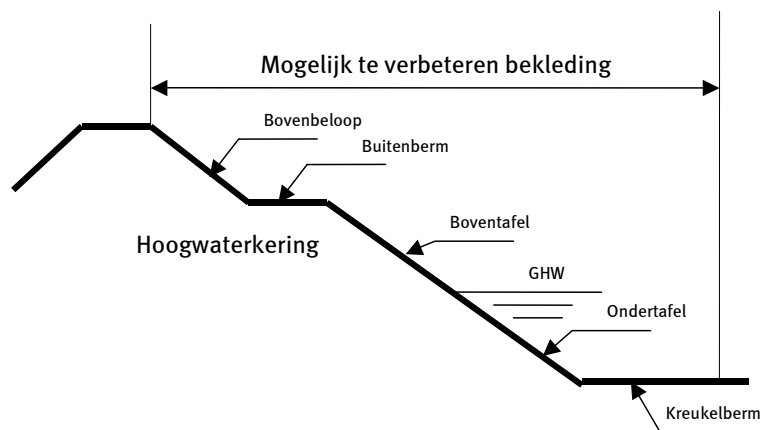 Mogelijk te verbeteren bekleding
Bovenbeloop
Buitenberm
Boventafel
Hoogwaterkering
GHW
Ondertafel
Kreukelberm